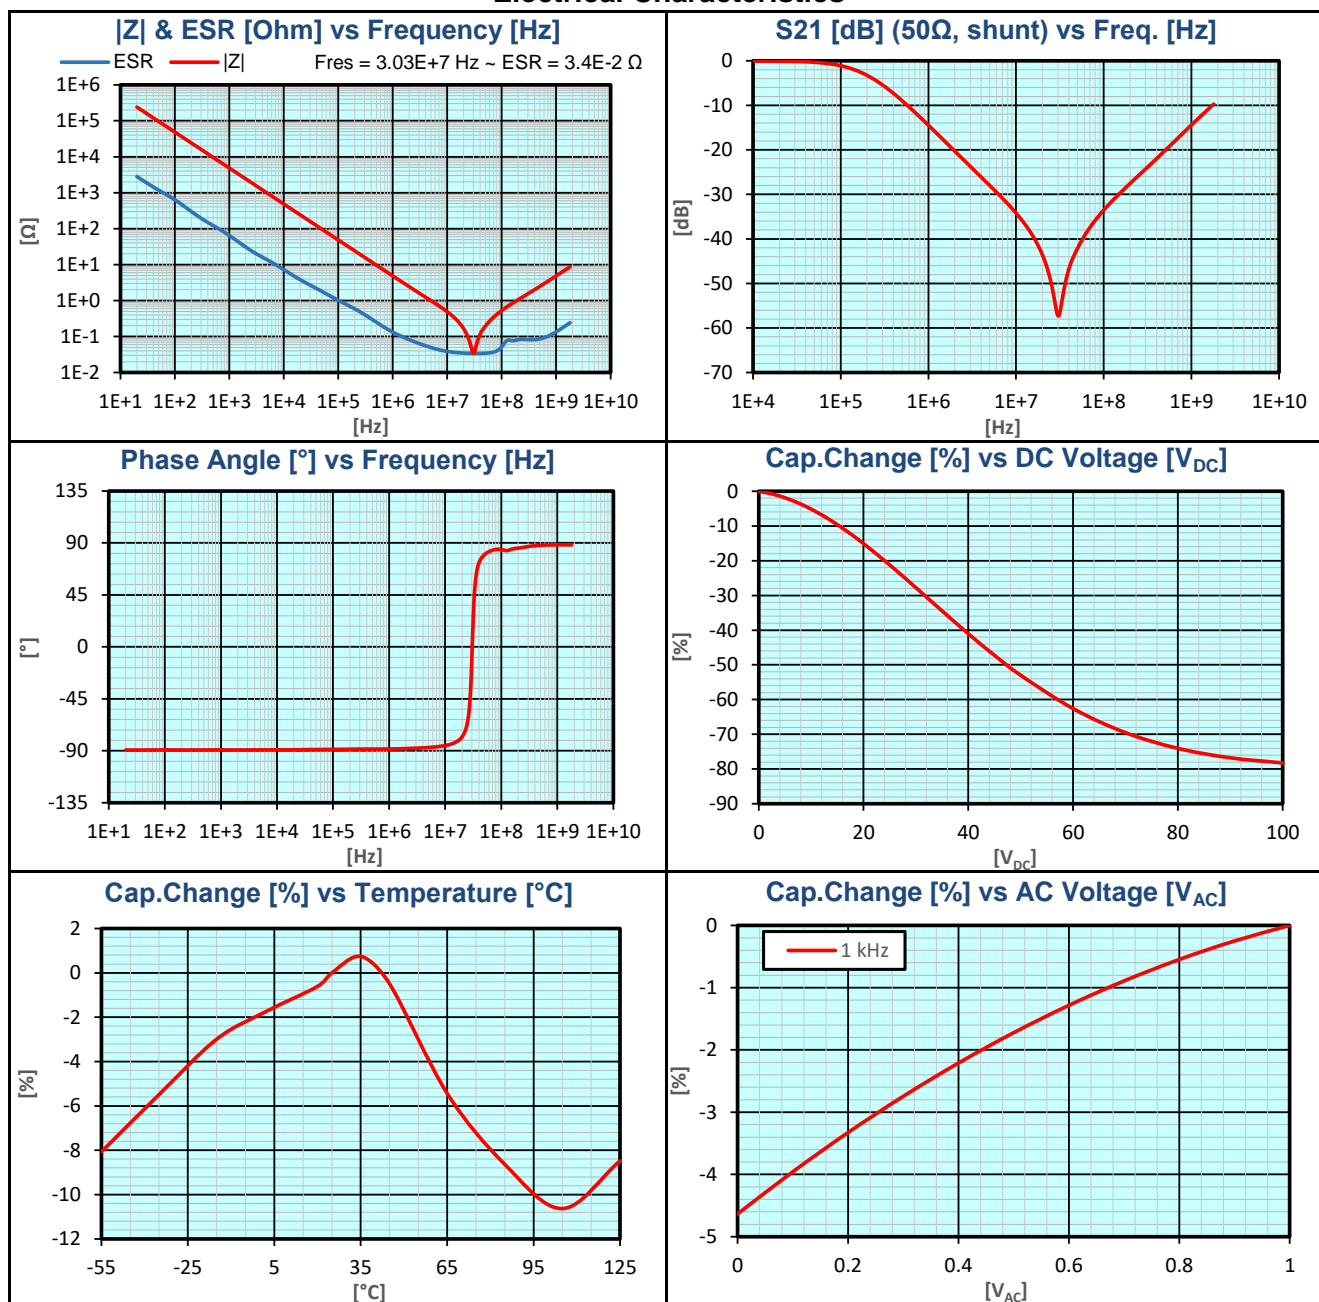 Electrical Characteristics
|Z| & ESR [Ohm] vs Frequency [Hz]
ESR |Z| Fres = 3.03E+7 Hz ~ ESR = 3.4E-2 Ω
1E+6
1E+5
1E+4
1E+3
1E+2
1E+1
1E+0
1E-1
1E-2
[Ω]
1E+1 1E+2 1E+3 1E+4 1E+5 1E+6 1E+7 1E+8 1E+9 1E+10
[Hz]
S21 [dB] (50Ω, shunt) vs Freq. [Hz]
0
-10
-20
-30
-40
-50
-60
-70
[dB]
1E+4 1E+5 1E+6 1E+7 1E+8 1E+9 1E+10
[Hz]
Phase Angle [°] vs Frequency [Hz]
135
90
45
0
-45
-90
-135
[°]
1E+1 1E+2 1E+3 1E+4 1E+5 1E+6 1E+7 1E+8 1E+9 1E+10
[Hz]
Cap.Change [%] vs DC Voltage [VDC]
0
-10
-20
-30
-40
-50
-60
-70
-80
-90
[%]
0 20 40 60 80 100
[VDC]
Cap.Change [%] vs Temperature [°C]
2
0
-2
-4
-6
-8
-10
-12
[%]
-55 -25 5 35 65 95 125
[°C]
Cap.Change [%] vs AC Voltage [VAC]
1 kHz
0
-1
-2
-3
-4
-5
[%]
0 0.2 0.4 0.6 0.8 1
[VAC]